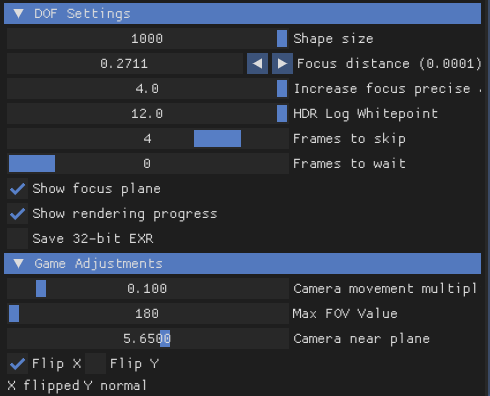 DOF Settings
1000 Shape size
0.2711 Focus distance (0.0001)
4.0 Increase focus precise
12.0 HDR Log Whitepoint
4 Frames to skip
0 Frames to wait
Show focus plane
Show rendering progress
Save 32-bit EXR
Game Adjustments
0.100 Camera movement multipl
180 Max FOV Value
5.6500 Camera near plane
Flip X Flip Y
X flipped Y normal